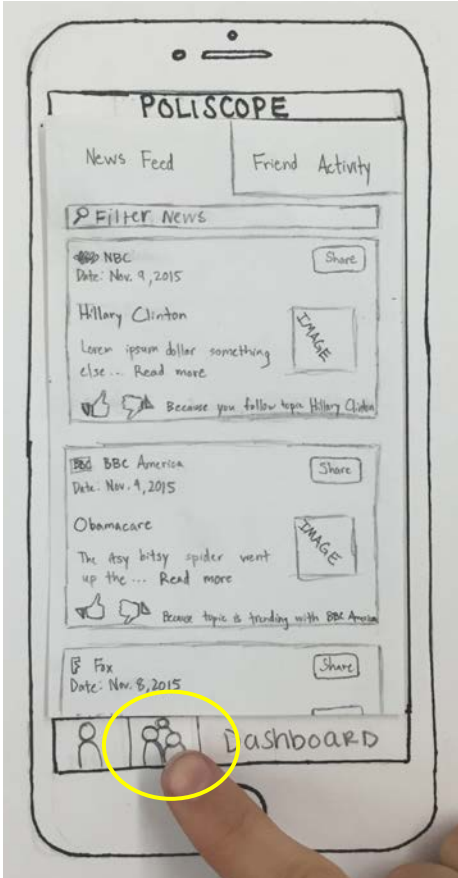 POLISCOPE
News Feed
Friend Activity
Filter News
NBC
Share
Date: Nov. 9, 2015
Hillary Clinton
IMAGE
Lorem ipsum dollar something
else... Read more
Because you follow topic Hillary Clinton
BBC BBC America
Share
Date: Nov. 9, 2015
Obamacare
IMAGE
The itsy bitsy spider went
up the ... Read more
Because topic is trending with BBC America
F Fox
Share
Date: Nov. 8, 2015
DashboaRD